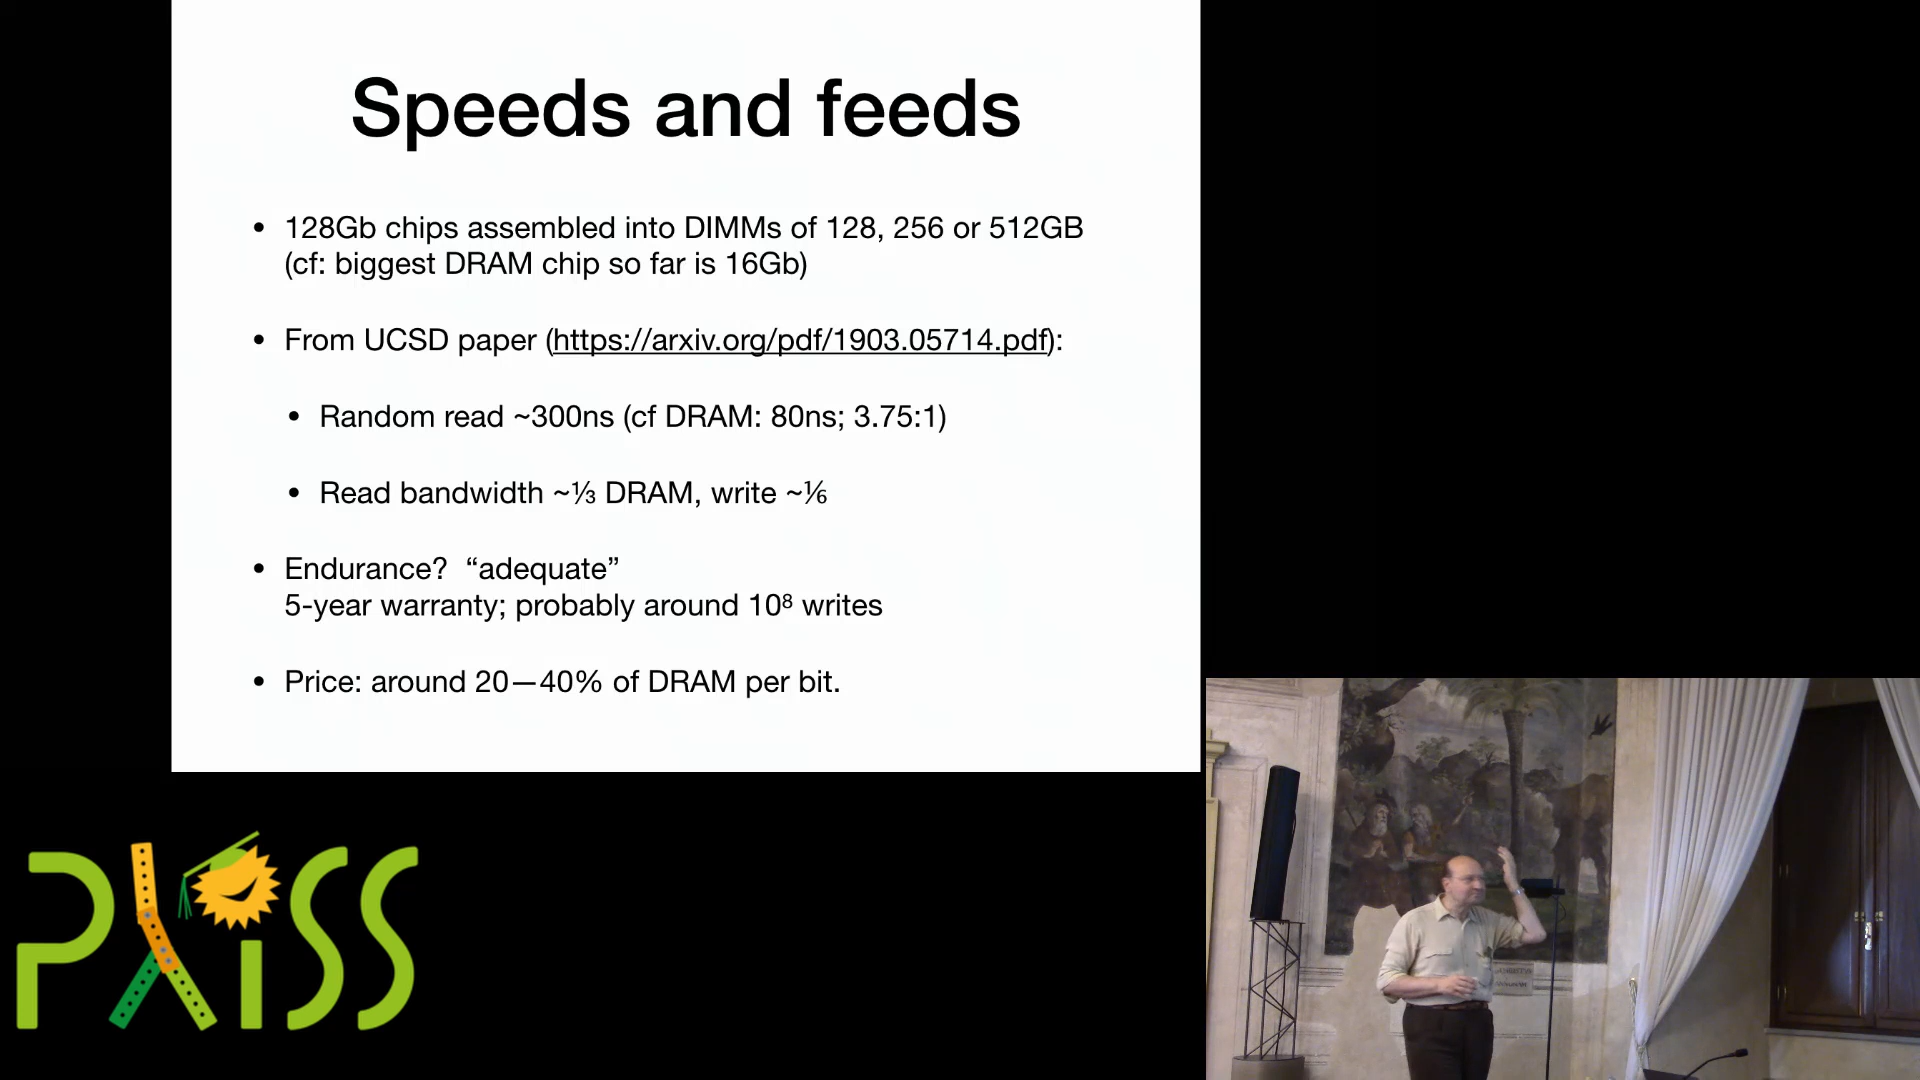 Speeds and feeds
• 128Gb chips assembled into DIMMs of 128, 256 or 512GB
(cf: biggest DRAM chip so far is 16Gb)
• From UCSD paper (https://arxiv.org/pdf/1903.05714.pdf):
• Random read ~300ns (cf DRAM: 80ns; 3.75:1)
• Read bandwidth ~⅓ DRAM, write ~⅙
• Endurance?  “adequate”
5-year warranty; probably around 10⁸ writes
• Price: around 20—40% of DRAM per bit.
PXiSS